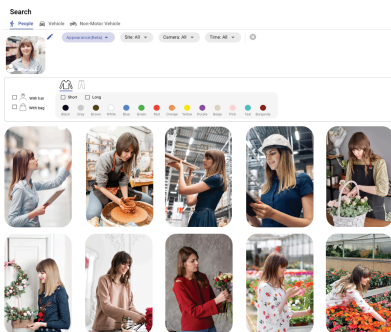 Search
People Vehicle Non-Motor Vehicle
Appearance(Beta) Site: All Camera: All Time: All
With hat Short Long
With bag
Black Gray Brown White Blue Green Red Orange Yellow Purple Beige Pink Teal Burgundy